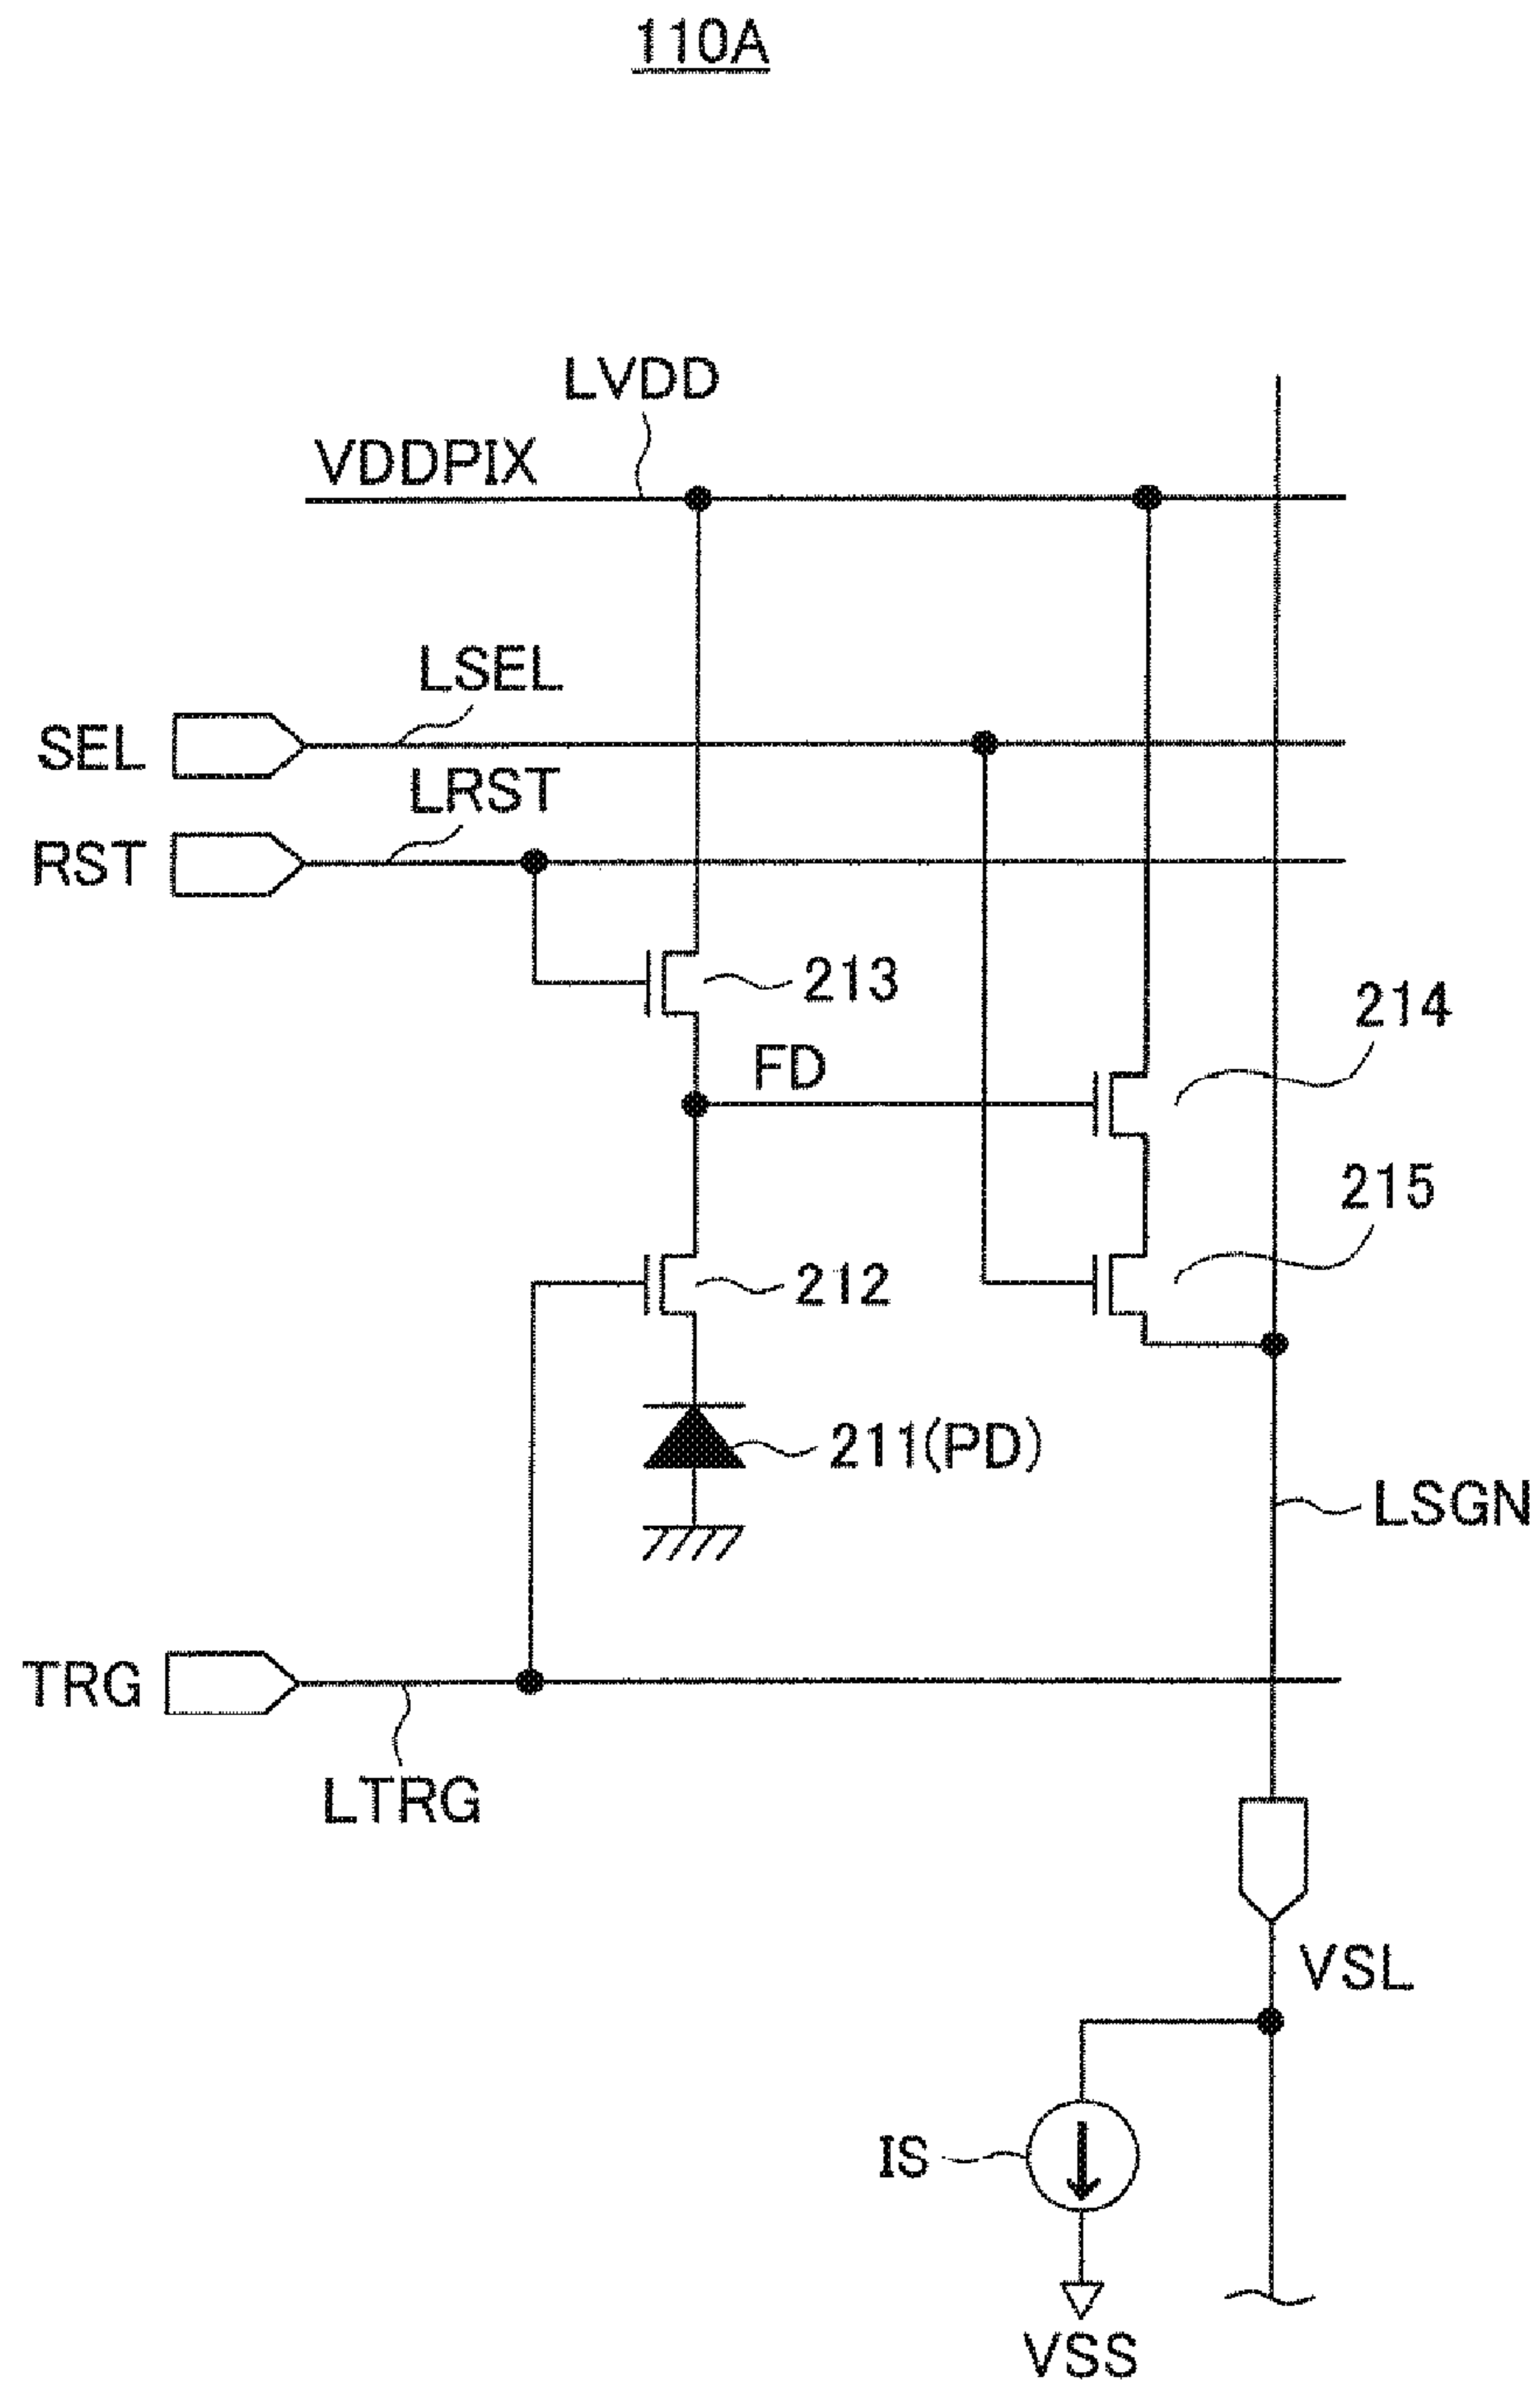 110A
LVDD
VDDPIX
LSEL
SEL
LRST
RST
213
214
FD
215
212
211(PD)
LSGN
TRG
LTRG
VSL
IS
VSS